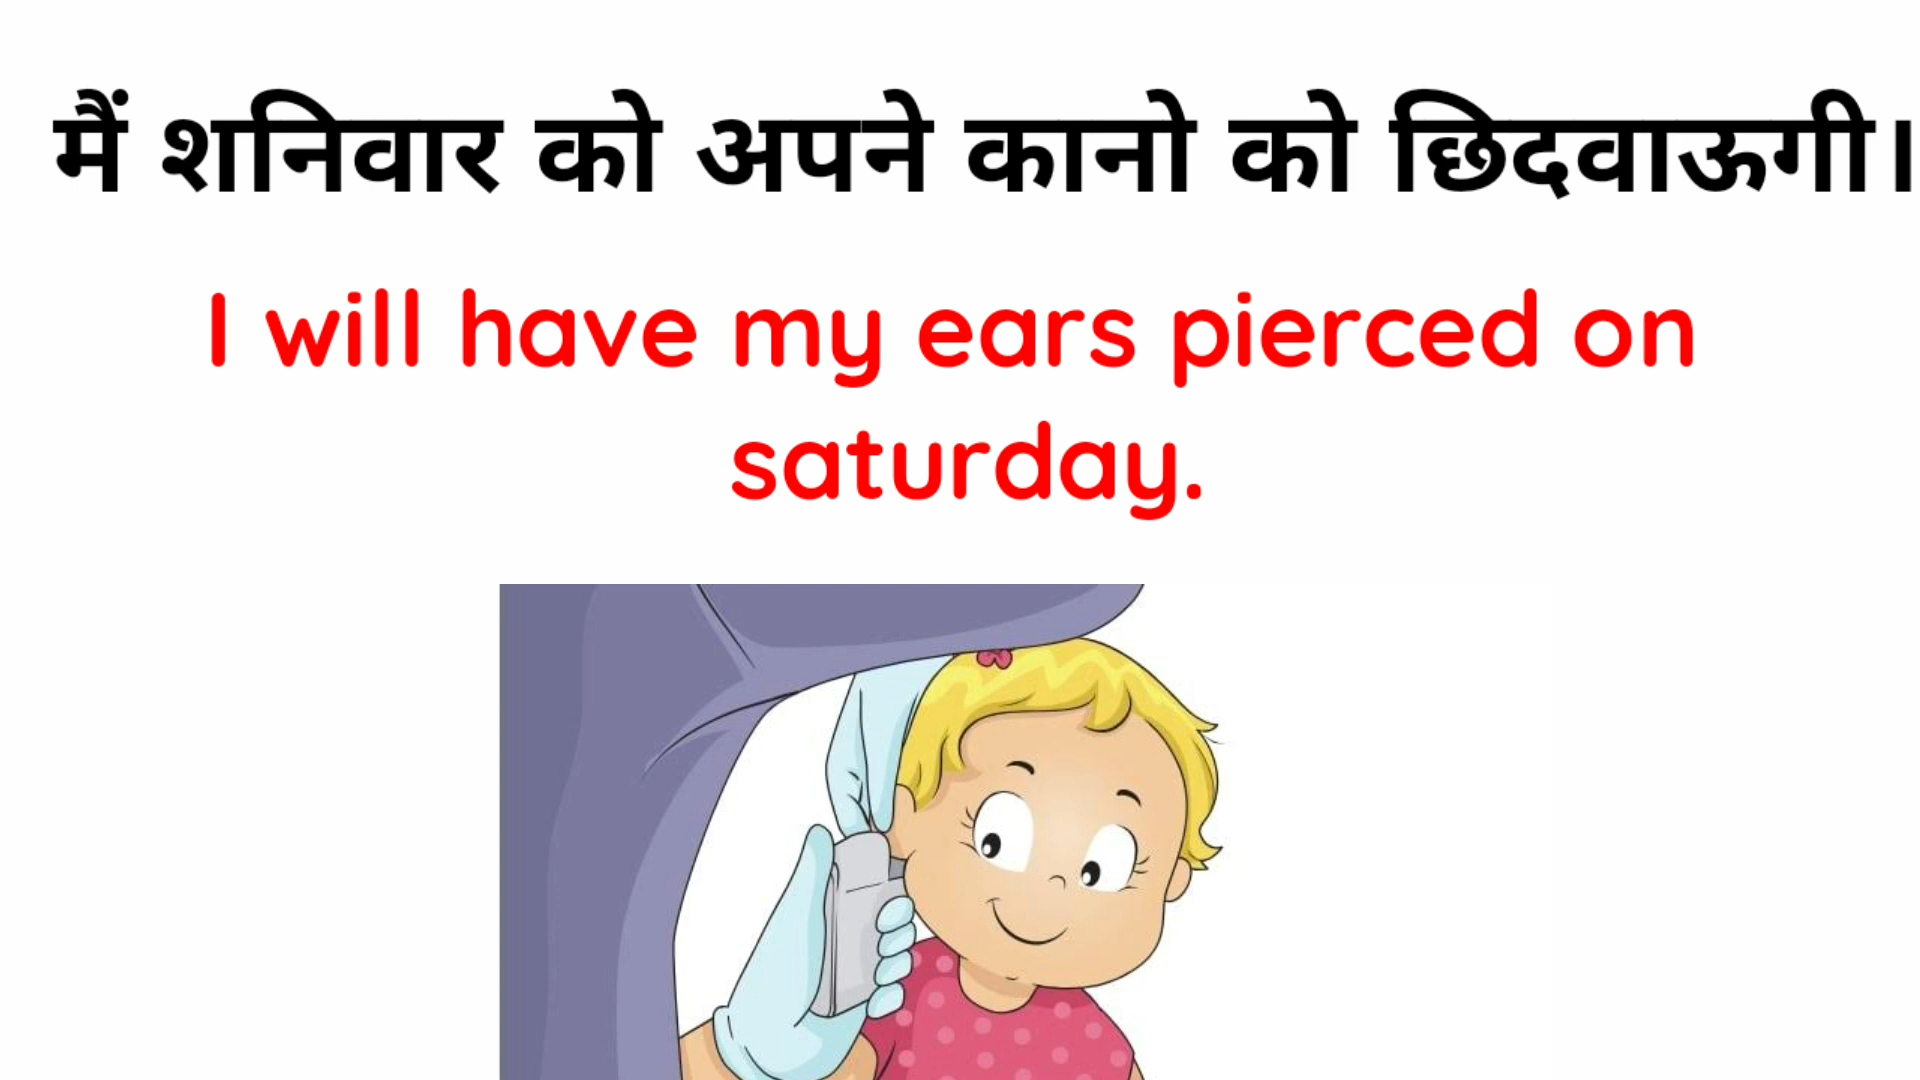 मैं शनिवार को अपने कानो को छिदवाऊगी।
I will have my ears pierced on
saturday.